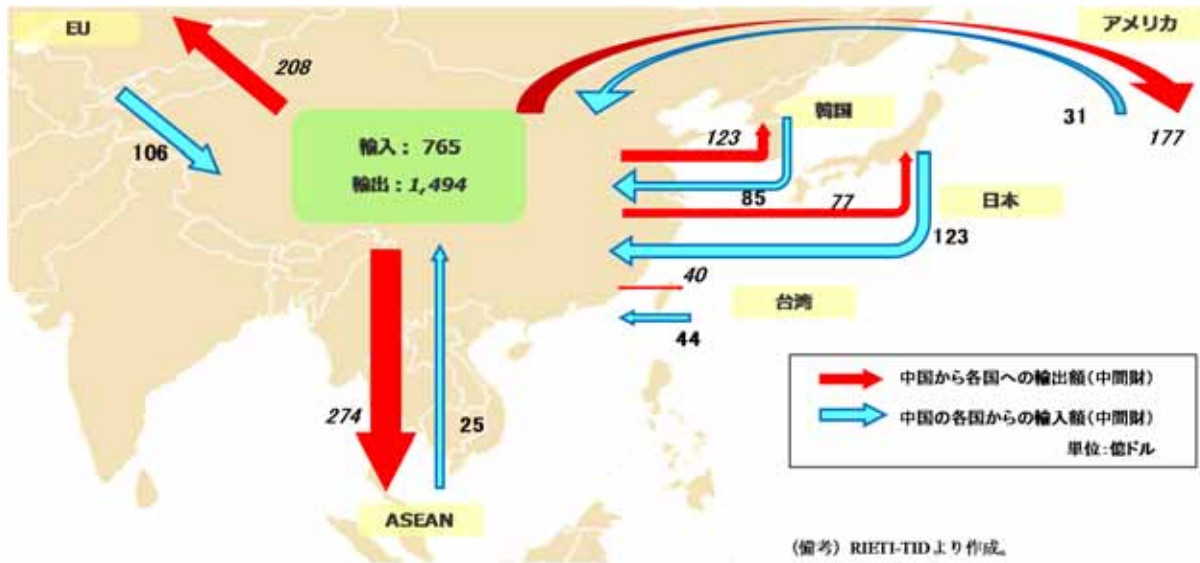 EU
アメリカ
208
106
輸入： 765
輸出：1,494
123
韓国
31
177
85
77
日本
123
40
台湾
44
274
25
ASEAN
中国から各国への輸出額(中間財)
中国の各国からの輸入額(中間財)
単位：億ドル
(備考) RIETI-TIDより作成。